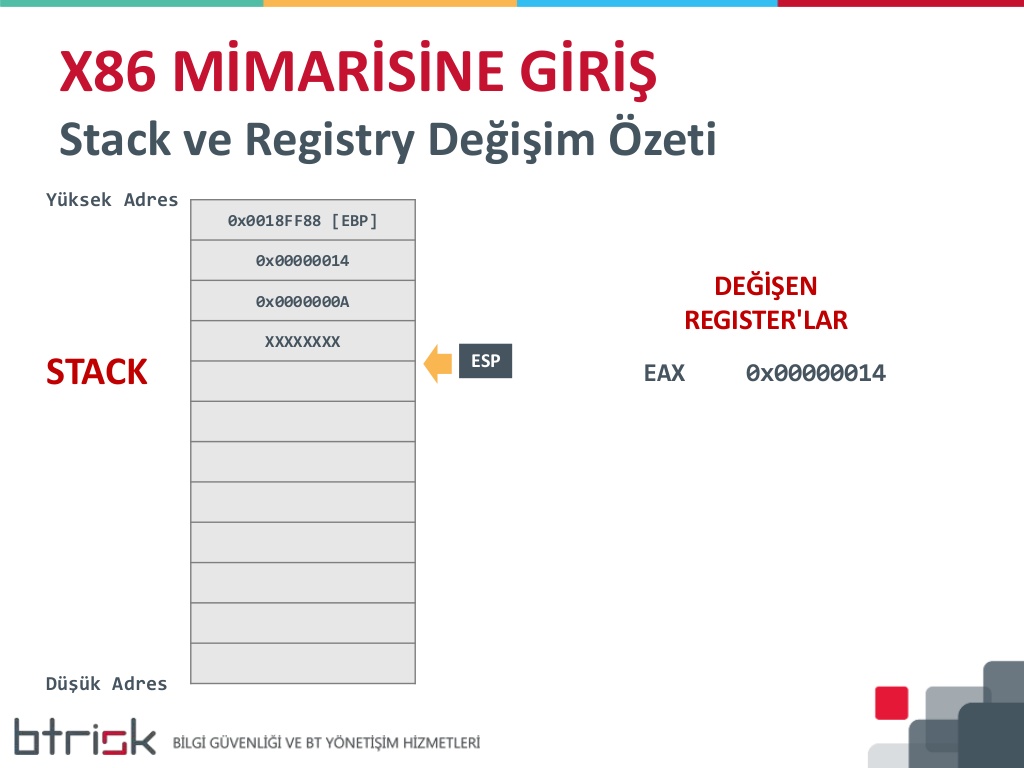 X86 MİMARİSİNE GİRİŞ
Stack ve Registry Değişim Özeti
Yüksek Adres
0x0018FF88 [EBP]
0x00000014
0x0000000A
XXXXXXXX
STACK
ESP
DEĞİŞEN
REGISTER'LAR
EAX 0x00000014
Düşük Adres
btrisk BİLGİ GÜVENLİĞİ VE BT YÖNETİŞİM HİZMETLERİ